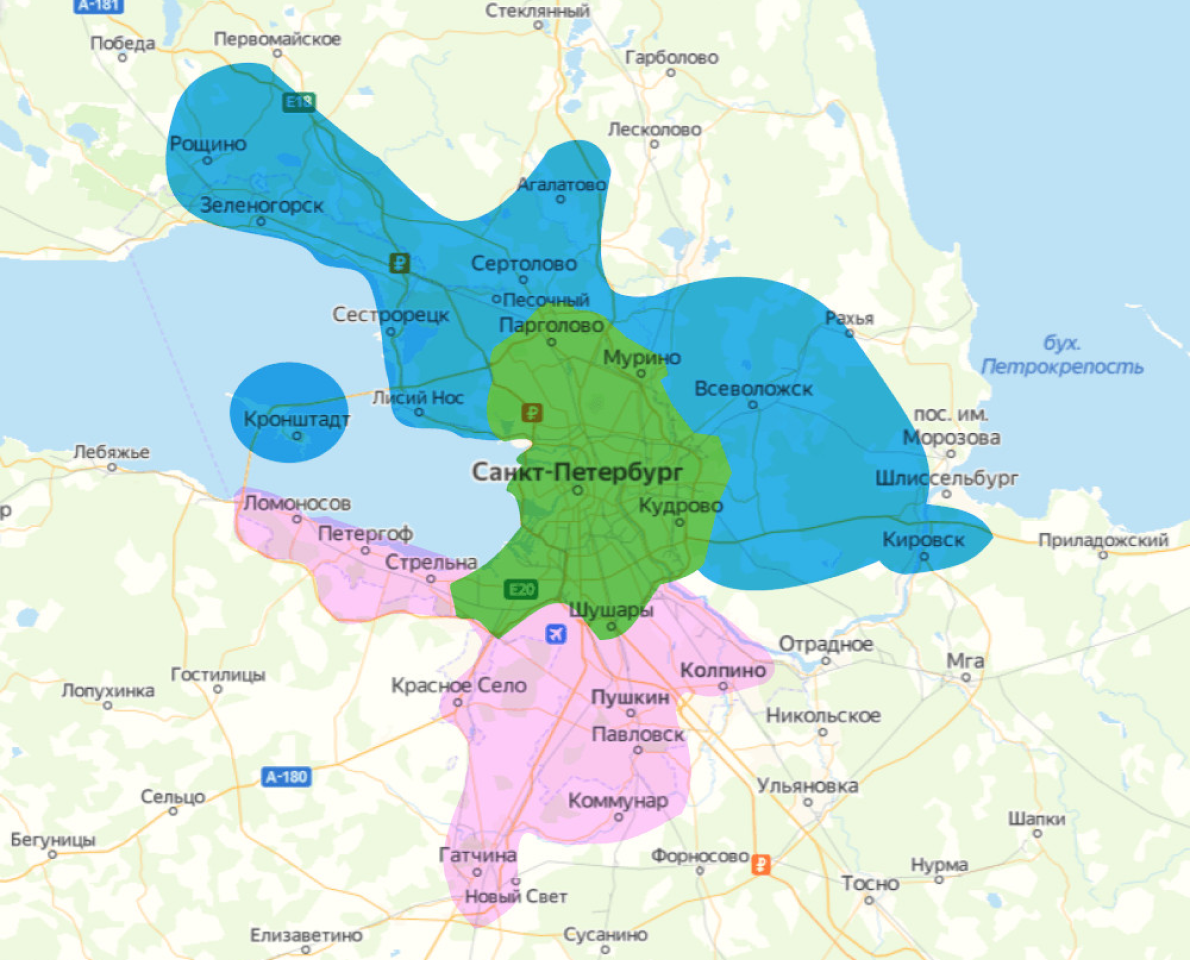 А-181
Стеклянный
Победа
Первомайское
Гарболово
Е18
Лесколово
Рощино
Агалатово
Зеленогорск
Сертолово
Песочный
Сестрорецк
Парголово
Рахья
Мурино
бух.
Петрокрепость
Всеволожск
Лисий Нос
Кронштадт
пос. им.
Морозова
Лебяжье
Санкт-Петербург
Шлиссельбург
Ломоносов
Кудрово
р
Петергоф
Кировск
Приладожский
Стрельна
Е20
Шушары
Отрадное
Мга
Гостилицы
Колпино
Лопухинка
Красное Село
Пушкин
Никольское
Павловск
А-180
Ульяновка
Сельцо
Коммунар
Шапки
Бегуницы
Гатчина
Форносово
Нурма
Новый Свет
Тосно
Елизаветино
Сусанино